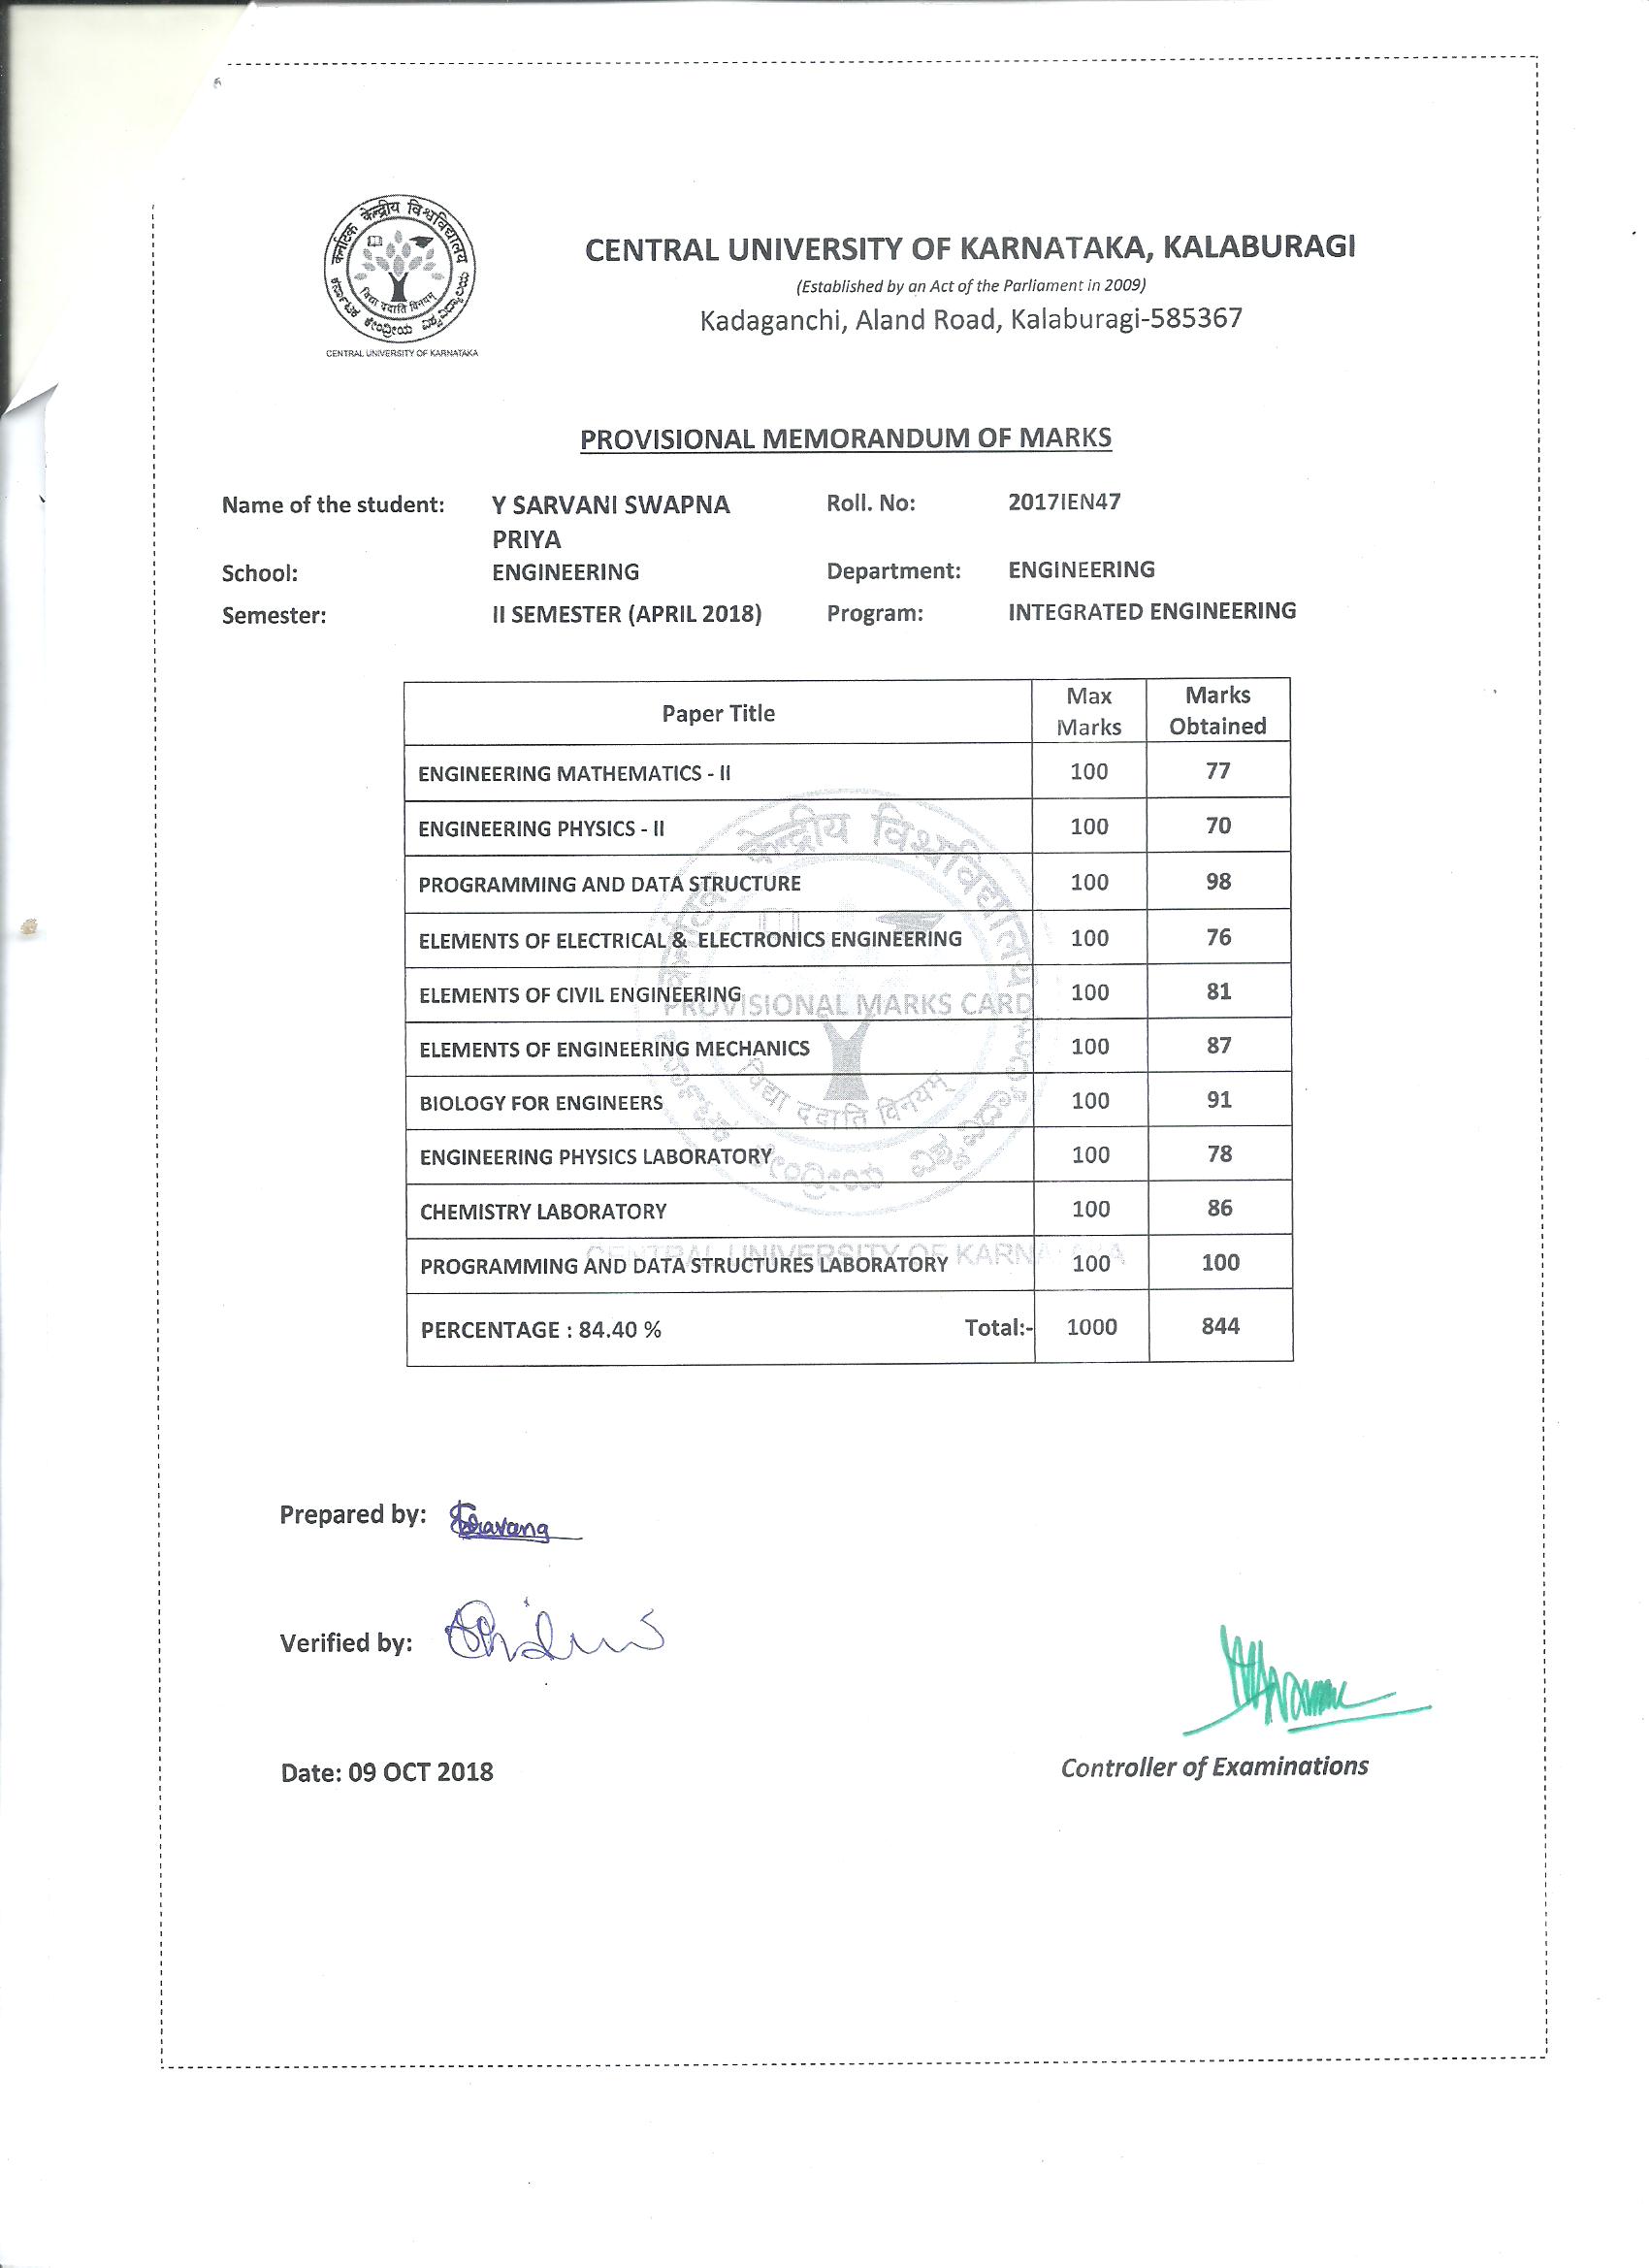 कर्नाटक केन्द्रीय विश्वविद्यालय
विद्या ददाति विनयम्
ಕರ್ನಾಟಕ ಕೇಂದ್ರೀಯ ವಿಶ್ವವಿದ್ಯಾಲಯ
CENTRAL UNIVERSITY OF KARNATAKA
CENTRAL UNIVERSITY OF KARNATAKA, KALABURAGI
(Established by an Act of the Parliament in 2009)
Kadaganchi, Aland Road, Kalaburagi-585367
PROVISIONAL MEMORANDUM OF MARKS
Name of the student: Y SARVANI SWAPNA Roll. No: 2017IEN47
PRIYA
School: ENGINEERING Department: ENGINEERING
Semester: II SEMESTER (APRIL 2018) Program: INTEGRATED ENGINEERING
Paper Title Max Marks Marks Obtained
ENGINEERING MATHEMATICS - II 100 77
ENGINEERING PHYSICS - II 100 70
PROGRAMMING AND DATA STRUCTURE 100 98
ELEMENTS OF ELECTRICAL & ELECTRONICS ENGINEERING 100 76
ELEMENTS OF CIVIL ENGINEERING 100 81
ELEMENTS OF ENGINEERING MECHANICS 100 87
BIOLOGY FOR ENGINEERS 100 91
ENGINEERING PHYSICS LABORATORY 100 78
CHEMISTRY LABORATORY 100 86
PROGRAMMING AND DATA STRUCTURES LABORATORY 100 100
PERCENTAGE : 84.40 % Total:- 1000 844
केन्द्रीय विश्वविद्यालय
PROVISIONAL MARKS CARD
विद्या ददाति विनयम्
CENTRAL UNIVERSITY OF KARNATAKA
Prepared by:
Verified by:
Date: 09 OCT 2018
Controller of Examinations